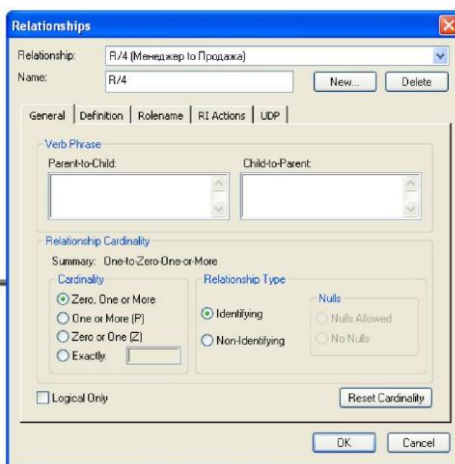 Relationships
Relationship: R/4 (Менеджер to Продажа)
Name: R/4 New... Delete
General Definition Rolename RI Actions UDP
Verb Phrase
Parent-to-Child: Child-to-Parent:
Relationship Cardinality
Summary: One-to-Zero-One-or-More
Cardinality Relationship Type
Zero, One or More Nulls
One or More (P) Identifying Nulls Allowed
Zero or One (Z) Non-Identifying No Nulls
Exactly:
Logical Only Reset Cardinality
OK Cancel